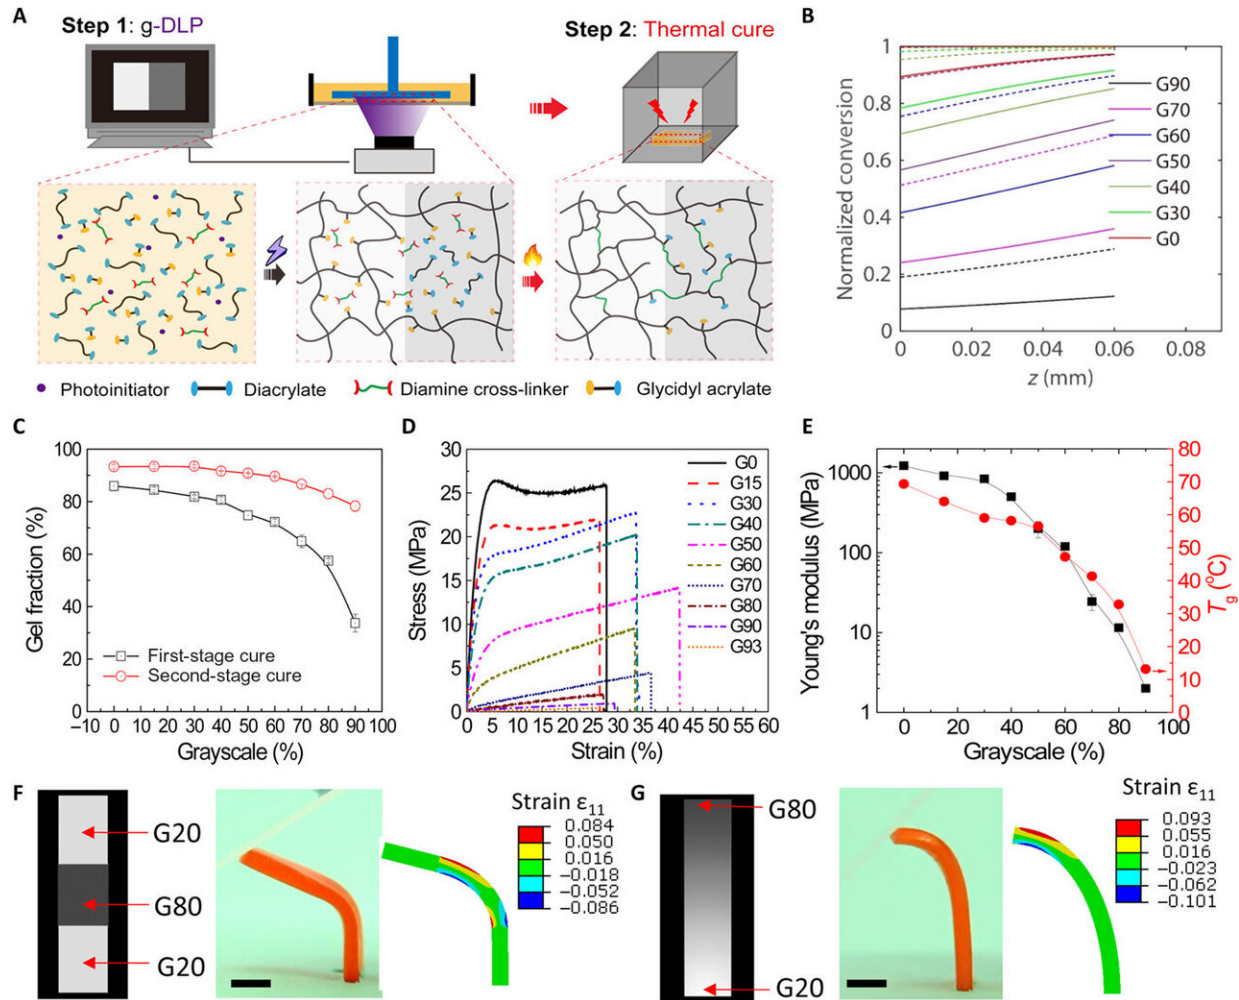 A
Step 1: g-DLP
Step 2: Thermal cure
Photoinitiator
Diacrylate
Diamine cross-linker
Glycidyl acrylate
B
Normalized conversion
1
0.8
0.6
0.4
0.2
0
0 0.02 0.04 0.06 0.08
z (mm)
G90
G70
G60
G50
G40
G30
G0
C
Gel fraction (%)
100
80
60
40
20
0
−10 0 10 20 30 40 50 60 70 80 90 100
Grayscale (%)
First-stage cure
Second-stage cure
D
Stress (MPa)
30
25
20
15
10
5
0
0 5 10 15 20 25 30 35 40 45 50 55 60
Strain (%)
G0
G15
G30
G40
G50
G60
G70
G80
G90
G93
E
Young's modulus (MPa)
1000
100
10
1
0 20 40 60 80 100
Grayscale (%)
80
70
60
50
40
30
20
10
0
Tg (°C)
F
G20
G80
G20
Strain ε11
0.084
0.050
0.016
−0.018
−0.052
−0.086
G
G80
G20
Strain ε11
0.093
0.055
0.016
−0.023
−0.062
−0.101